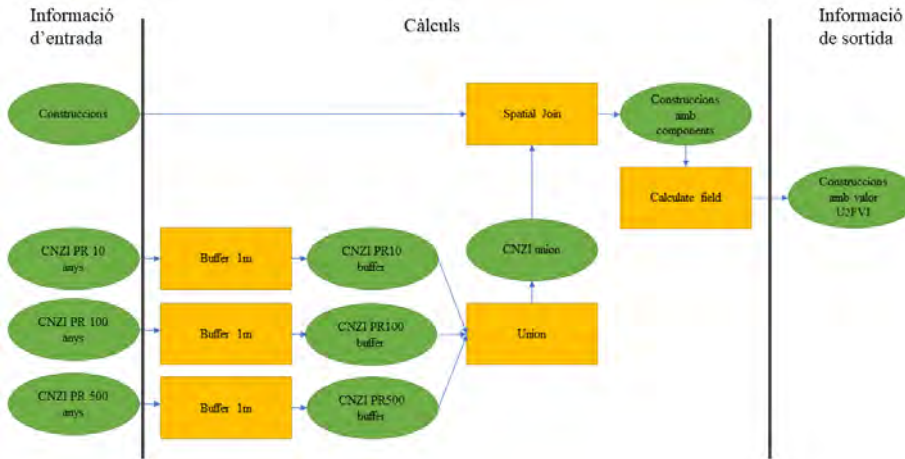 Informació
d'entrada
Càlculs
Informació
de sortida
Construccions
Spatial Join
Construccions
amb
components
Calculate field
Construccions
amb valor
U2FVI
CNZI PR 10
anys
Buffer 1m
CNZI PR10
buffer
CNZI union
CNZI PR 100
anys
Buffer 1m
CNZI PR100
buffer
Union
CNZI PR 500
anys
Buffer 1m
CNZI PR500
buffer